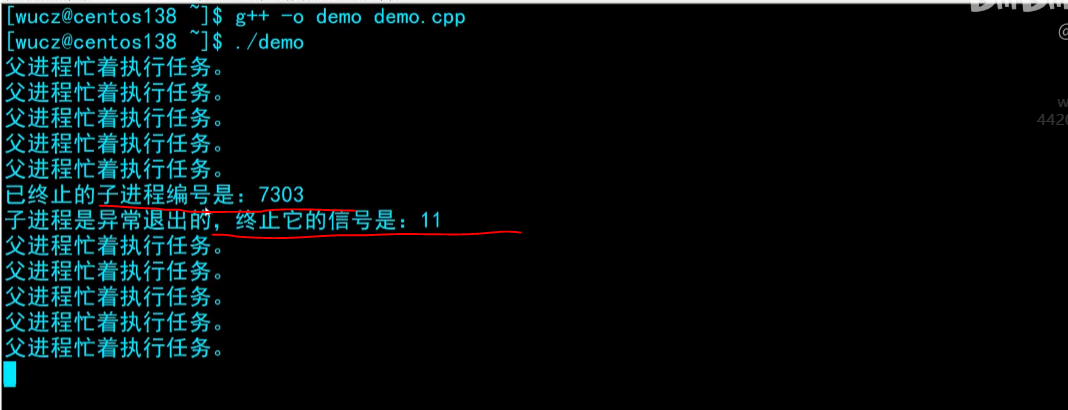 [wucz@centos138 ~]$ g++ -o demo demo.cpp
[wucz@centos138 ~]$ ./demo
父进程忙着执行任务。
父进程忙着执行任务。
父进程忙着执行任务。
父进程忙着执行任务。
父进程忙着执行任务。
已终止的子进程编号是：7303
子进程是异常退出的，终止它的信号是：11
父进程忙着执行任务。
父进程忙着执行任务。
父进程忙着执行任务。
父进程忙着执行任务。
父进程忙着执行任务。
@
w
4420